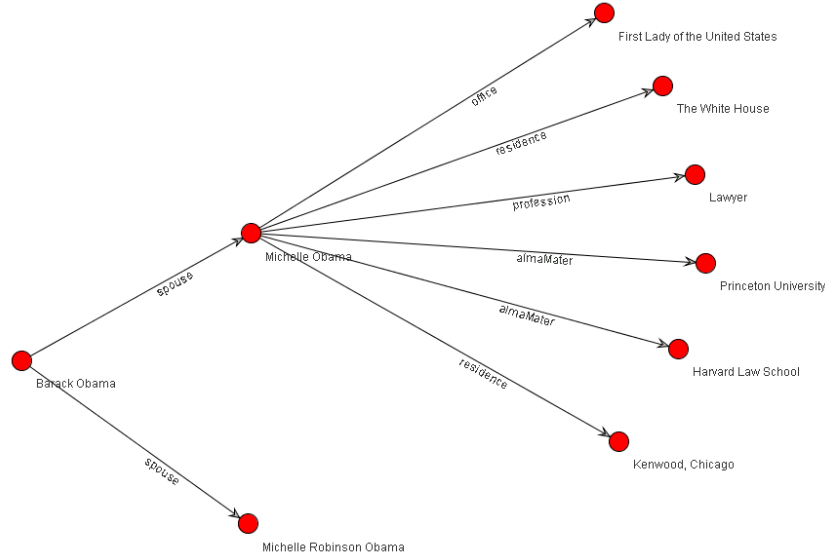 First Lady of the United States
office
The White House
residence
Lawyer
profession
Michelle Obama
almaMater
Princeton University
spouse
almaMater
Harvard Law School
Barack Obama
residence
Kenwood, Chicago
spouse
Michelle Robinson Obama